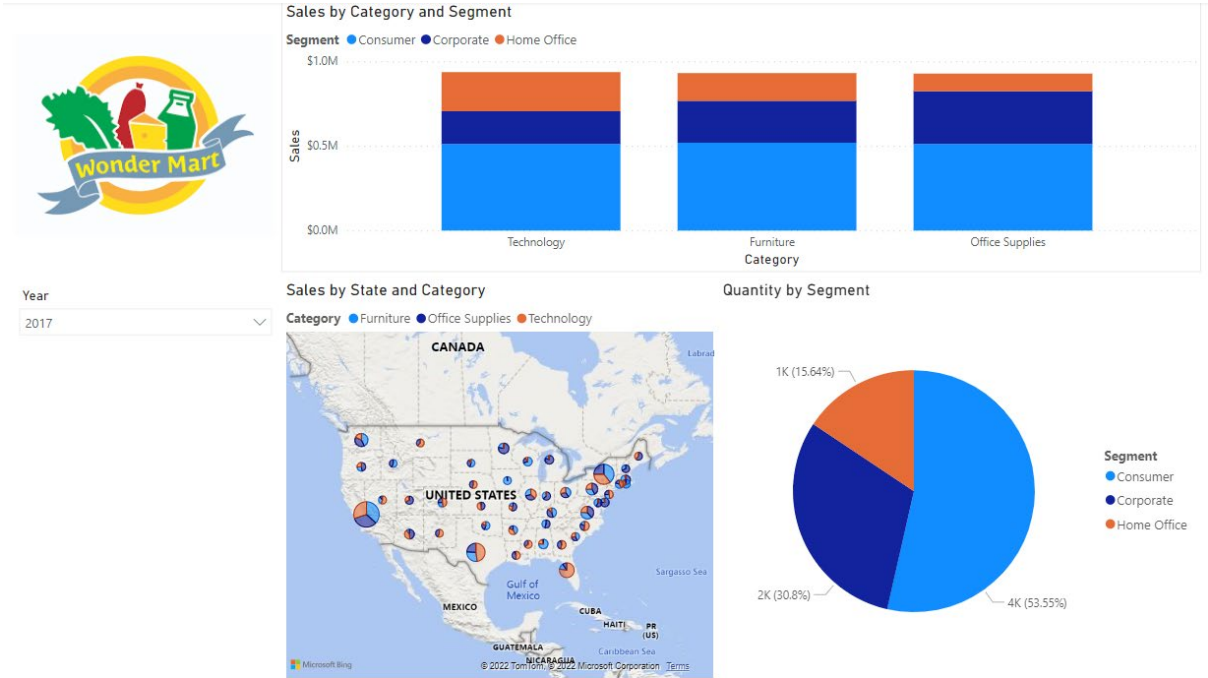 Sales by Category and Segment
Segment Consumer Corporate Home Office
$1.0M
$0.5M
$0.0M
Sales
Technology Furniture Office Supplies
Category
Wonder Mart
Year
2017
Sales by State and Category
Category Furniture Office Supplies Technology
CANADA
Labrad
UNITED STATES
Sargasso Sea
Gulf of
Mexico
MEXICO
CUBA
HAITI
PR
(US)
GUATEMALA
Caribbean Sea
NICARAGUA
Microsoft Bing
© 2022 TomTom, © 2022 Microsoft Corporation Terms
Quantity by Segment
1K (15.64%)
2K (30.8%)
4K (53.55%)
Segment
Consumer
Corporate
Home Office